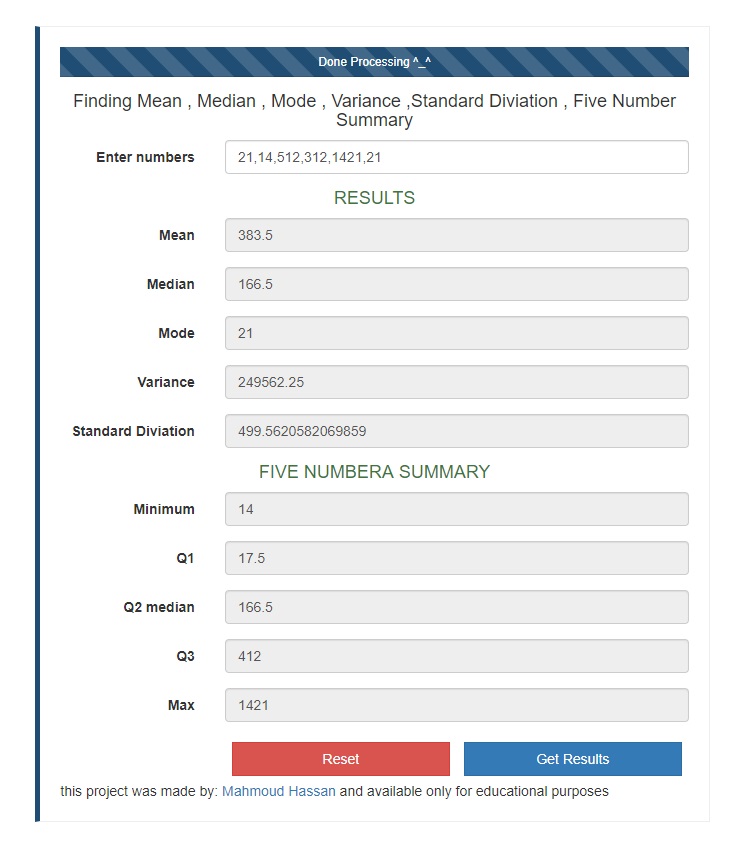 Done Processing ^_^
Finding Mean , Median , Mode , Variance ,Standard Diviation , Five Number
Summary
Enter numbers 21,14,512,312,1421,21
RESULTS
Mean 383.5
Median 166.5
Mode 21
Variance 249562.25
Standard Diviation 499.5620582069859
FIVE NUMBERA SUMMARY
Minimum 14
Q1 17.5
Q2 median 166.5
Q3 412
Max 1421
Reset Get Results
this project was made by: Mahmoud Hassan and available only for educational purposes